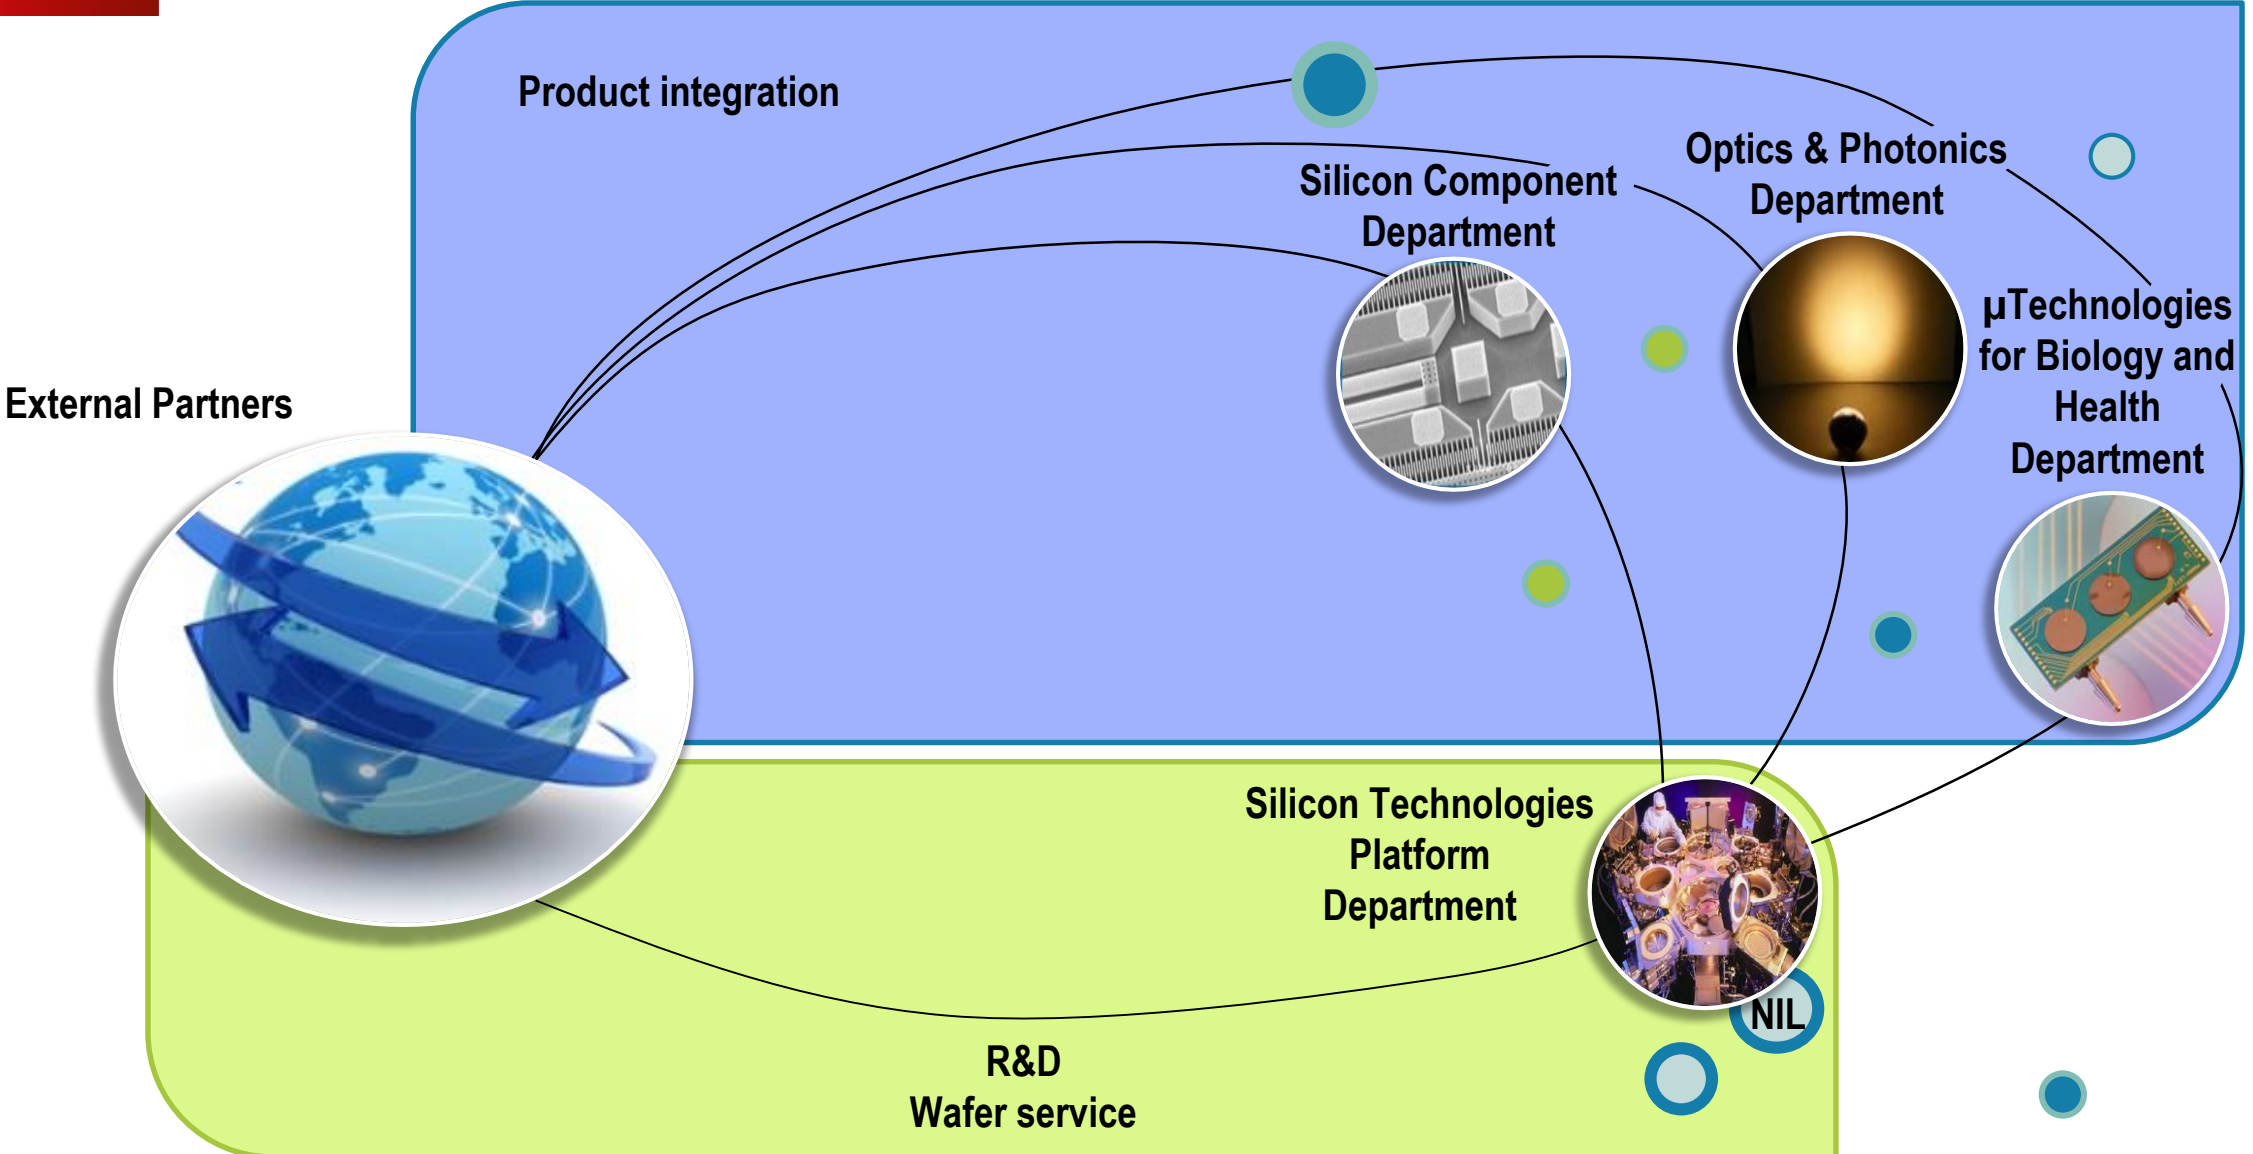 Product integration
Optics & Photonics
Department
Silicon Component
Department
µTechnologies
for Biology and
Health
Department
External Partners
Silicon Technologies
Platform
Department
NIL
R&D
Wafer service